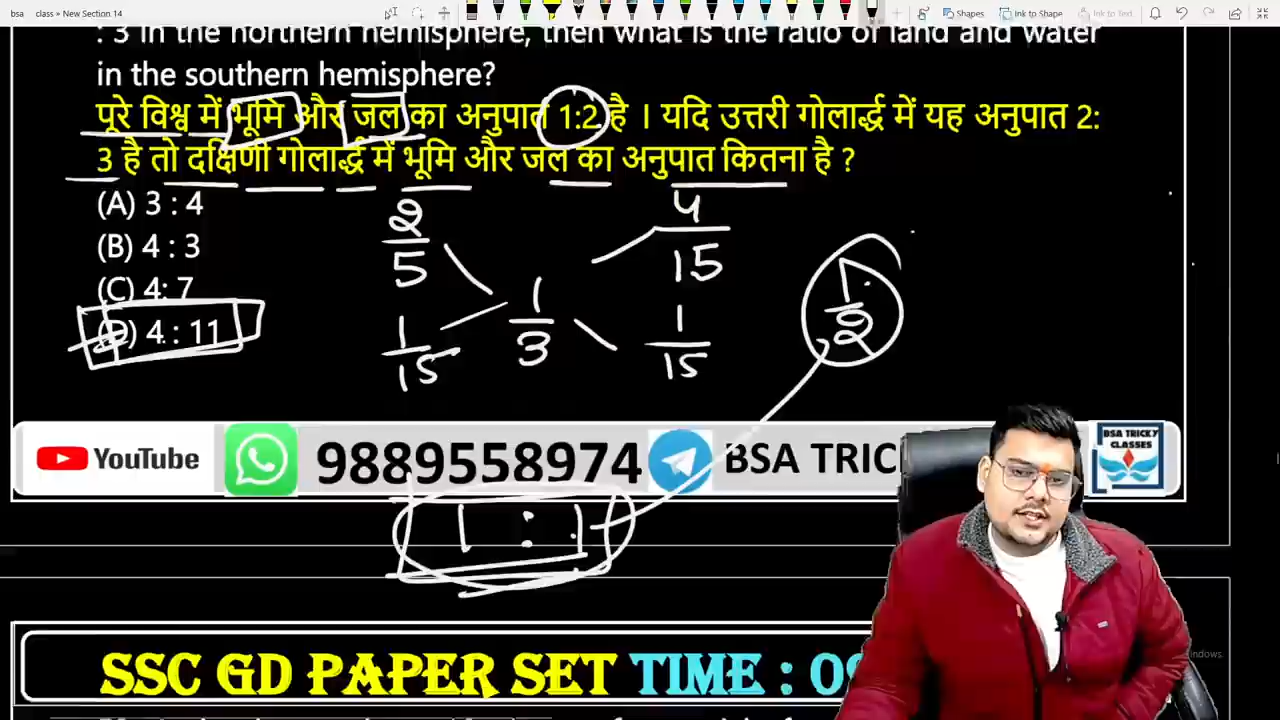 bsa class » New Section 14
Shapes Ink to Shape Ink to Text
: 3 in the northern hemisphere, then what is the ratio of land and water
in the southern hemisphere?
पूरे विश्व में भूमि और जल का अनुपात 1:2 है । यदि उत्तरी गोलार्द्ध में यह अनुपात 2:
3 है तो दक्षिणी गोलार्द्ध में भूमि और जल का अनुपात कितना है ?
(A) 3 : 4
(B) 4 : 3
(C) 4: 7
(D) 4 : 11
2/5 4/15
1/3 1/2
1/15 1/15
YouTube 9889558974 BSA TRIC
BSA TRICKY
CLASSES
1 : 1
SSC GD PAPER SET TIME : 09